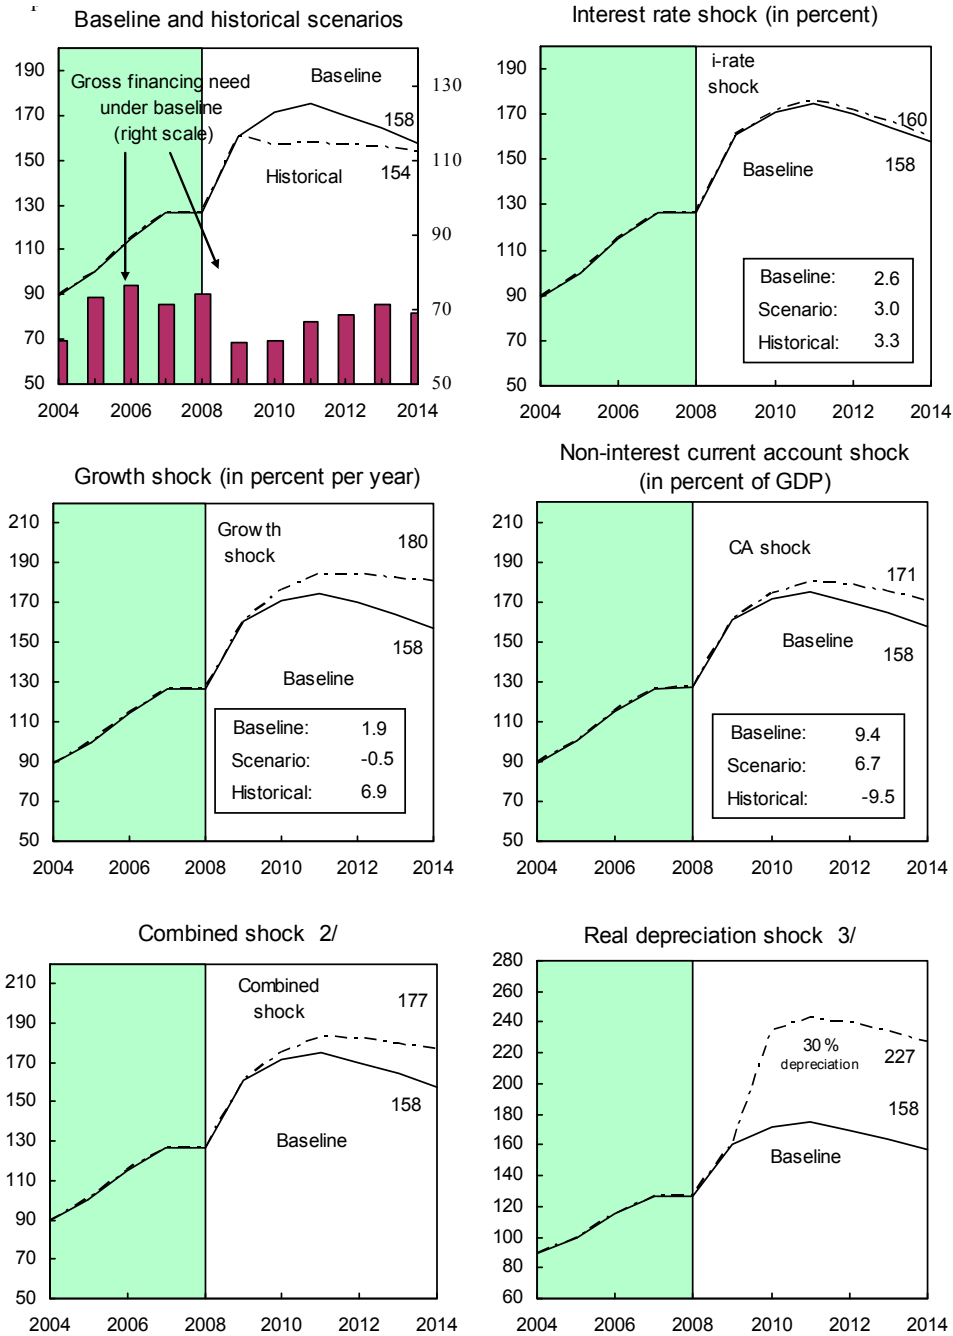 Baseline and historical scenarios
190
170
150
130
110
90
70
50
130
110
90
70
50
Gross financing need
under baseline
(right scale)
Baseline
158
Historical
154
2004 2006 2008 2010 2012 2014
Interest rate shock (in percent)
190
170
150
130
110
90
70
50
i-rate
shock
160
Baseline
158
Baseline: 2.6
Scenario: 3.0
Historical: 3.3
2004 2006 2008 2010 2012 2014
Growth shock (in percent per year)
210
190
170
150
130
110
90
70
50
Growth
shock
180
158
Baseline
Baseline: 1.9
Scenario: -0.5
Historical: 6.9
2004 2006 2008 2010 2012 2014
Non-interest current account shock
(in percent of GDP)
210
190
170
150
130
110
90
70
50
CA shock
171
Baseline
158
Baseline: 9.4
Scenario: 6.7
Historical: -9.5
2004 2006 2008 2010 2012 2014
Combined shock 2/
210
190
170
150
130
110
90
70
50
Combined
shock
177
158
Baseline
2004 2006 2008 2010 2012 2014
Real depreciation shock 3/
280
260
240
220
200
180
160
140
120
100
80
60
30 %
depreciation
227
158
Baseline
2004 2006 2008 2010 2012 2014